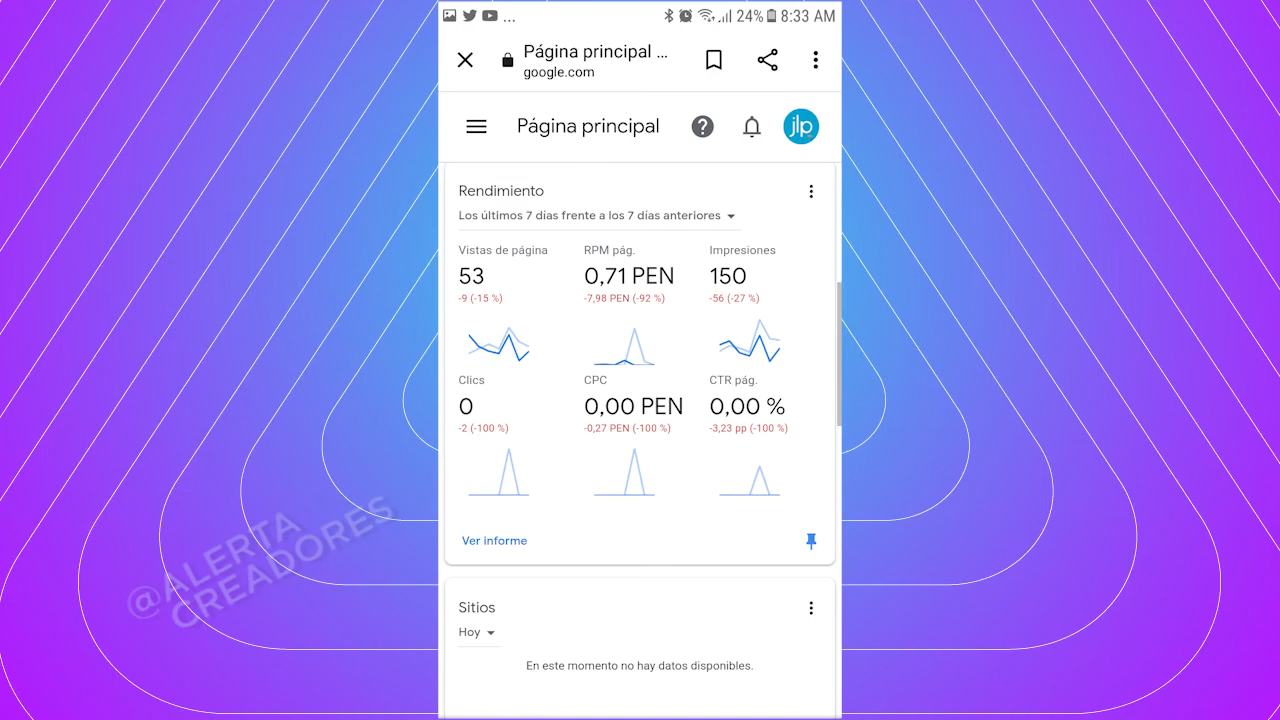 ... 24% 8:33 AM
Página principal ...
google.com
Página principal
jlp
Rendimiento
Los últimos 7 días frente a los 7 días anteriores
Vistas de página RPM pág. Impresiones
53 0,71 PEN 150
-9 (-15 %) -7,98 PEN (-92 %) -56 (-27 %)
Clics CPC CTR pág.
0 0,00 PEN 0,00 %
-2 (-100 %) -0,27 PEN (-100 %) -3,23 pp (-100 %)
Ver informe
Sitios
Hoy
En este momento no hay datos disponibles.
@ALERTA
CREADORES